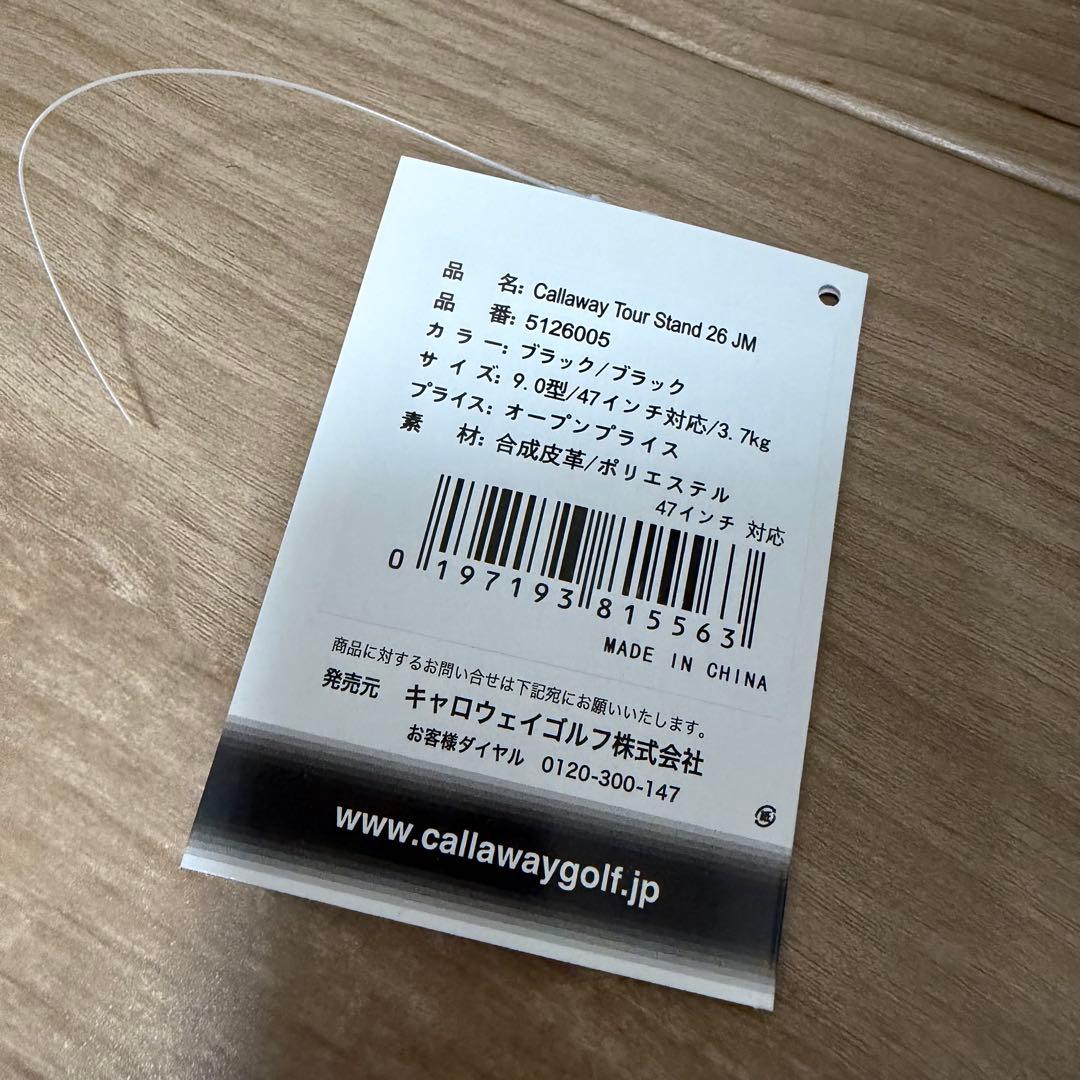 品 名: Callaway Tour Stand 26 JM
品 番: 5126005
カラー: ブラック/ブラック
サイズ: 9.0型/47インチ対応/3.7kg
プライス: オープンプライス
素 材: 合成皮革/ポリエステル
47インチ 対応
0 197193 815563
MADE IN CHINA
商品に対するお問い合せは下記宛にお願いいたします。
発売元 キャロウェイゴルフ株式会社
お客様ダイヤル 0120-300-147
紙
www.callawaygolf.jp